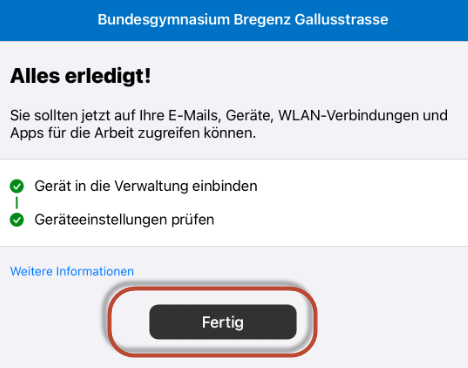 Bundesgymnasium Bregenz Gallusstrasse
Alles erledigt!
Sie sollten jetzt auf Ihre E-Mails, Geräte, WLAN-Verbindungen und
Apps für die Arbeit zugreifen können.
Gerät in die Verwaltung einbinden
Geräteeinstellungen prüfen
Weitere Informationen
Fertig